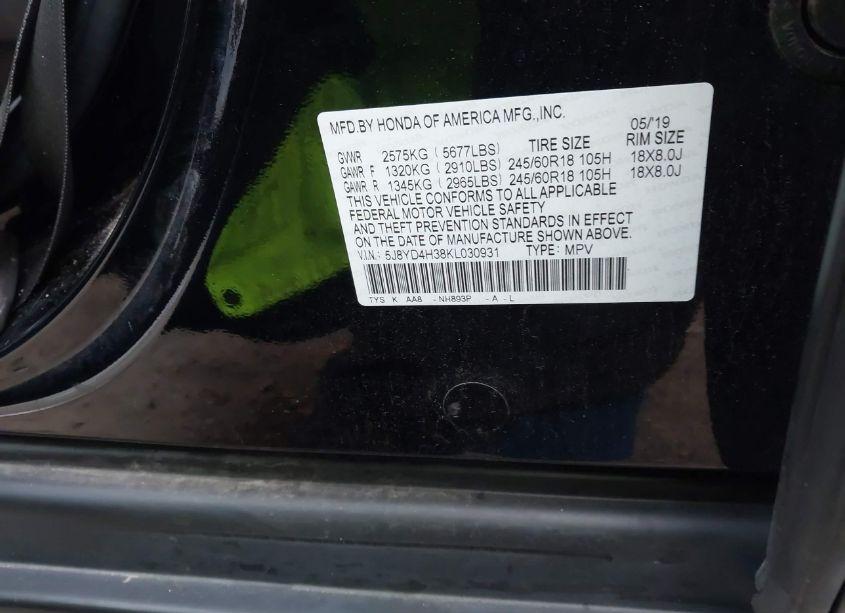 MFD.BY HONDA OF AMERICA MFG.,INC. 05/'19
GVWR 2575KG ( 5677LBS) TIRE SIZE RIM SIZE
GAWR F 1320KG ( 2910LBS) 245/60R18 105H 18X8.0J
GAWR R 1345KG ( 2965LBS) 245/60R18 105H 18X8.0J
THIS VEHICLE CONFORMS TO ALL APPLICABLE
FEDERAL MOTOR VEHICLE SAFETY
AND THEFT PREVENTION STANDARDS IN EFFECT
ON THE DATE OF MANUFACTURE SHOWN ABOVE.
V.I.N.: 5J8YD4H38KL030931 TYPE: MPV
TYS K AA8 -NH893P -A -L